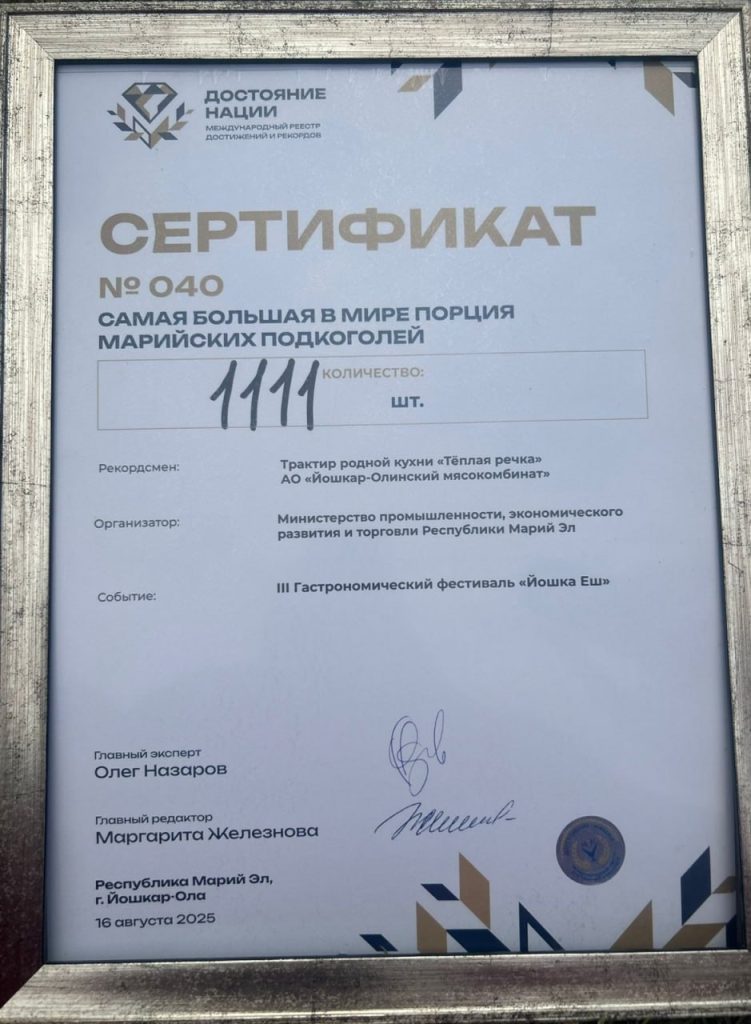 ДОСТОЯНИЕ
НАЦИИ
МЕЖДУНАРОДНЫЙ РЕЕСТР
ДОСТИЖЕНИЙ И РЕКОРДОВ
СЕРТИФИКАТ
№ 040
САМАЯ БОЛЬШАЯ В МИРЕ ПОРЦИЯ
МАРИЙСКИХ ПОДКОГОЛЕЙ
КОЛИЧЕСТВО:
1111 шт.
Рекордсмен: Трактир родной кухни «Тёплая речка»
АО «Йошкар-Олинский мясокомбинат»
Организатор: Министерство промышленности, экономического
развития и торговли Республики Марий Эл
Событие: III Гастрономический фестиваль «Йошка Еш»
Главный эксперт
Олег Назаров
Главный редактор
Маргарита Железнова
Республика Марий Эл,
г. Йошкар-Ола
16 августа 2025